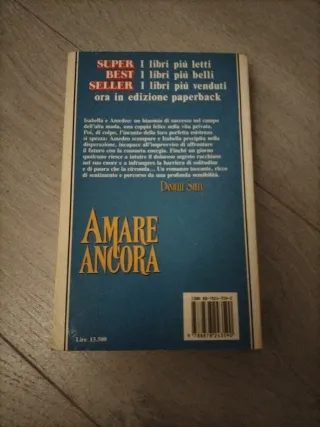 SUPER I libri più letti
BEST I libri più belli
SELLER I libri più venduti
ora in edizione paperback
Isabella e Amedeo: un binomio di successo nel campo
dell'alta moda, una coppia felice nella vita privata.
Poi, di colpo, l'incanto della loro perfetta esistenza
si spezza: Amedeo scompare e Isabella precipita nella
disperazione, incapace all'improvviso di affrontare
il futuro con la consueta energia. Finché un giorno
qualcuno riesce a intuire il doloroso segreto racchiuso
nel suo cuore e a infrangere la barriera di solitudine
e di paura che la circonda... Un romanzo toccante, ricco
di sentimento e percorso da una profonda sensibilità.
DANIELLE STEEL
AMARE
ANCORA
Lire 13.500